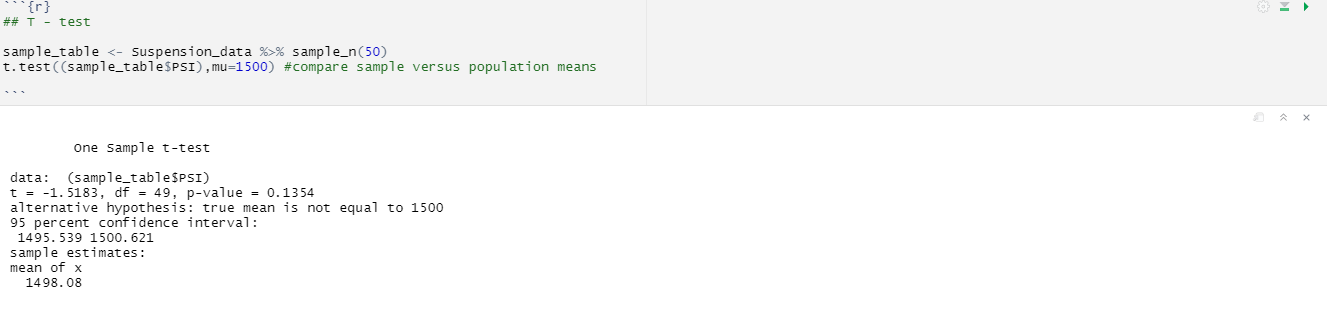 ```{r}
## T - test
sample_table <- Suspension_data %>% sample_n(50)
t.test((sample_table$PSI),mu=1500) #compare sample versus population means
```
One Sample t-test
data:  (sample_table$PSI)
t = -1.5183, df = 49, p-value = 0.1354
alternative hypothesis: true mean is not equal to 1500
95 percent confidence interval:
1495.539 1500.621
sample estimates:
mean of x
1498.08